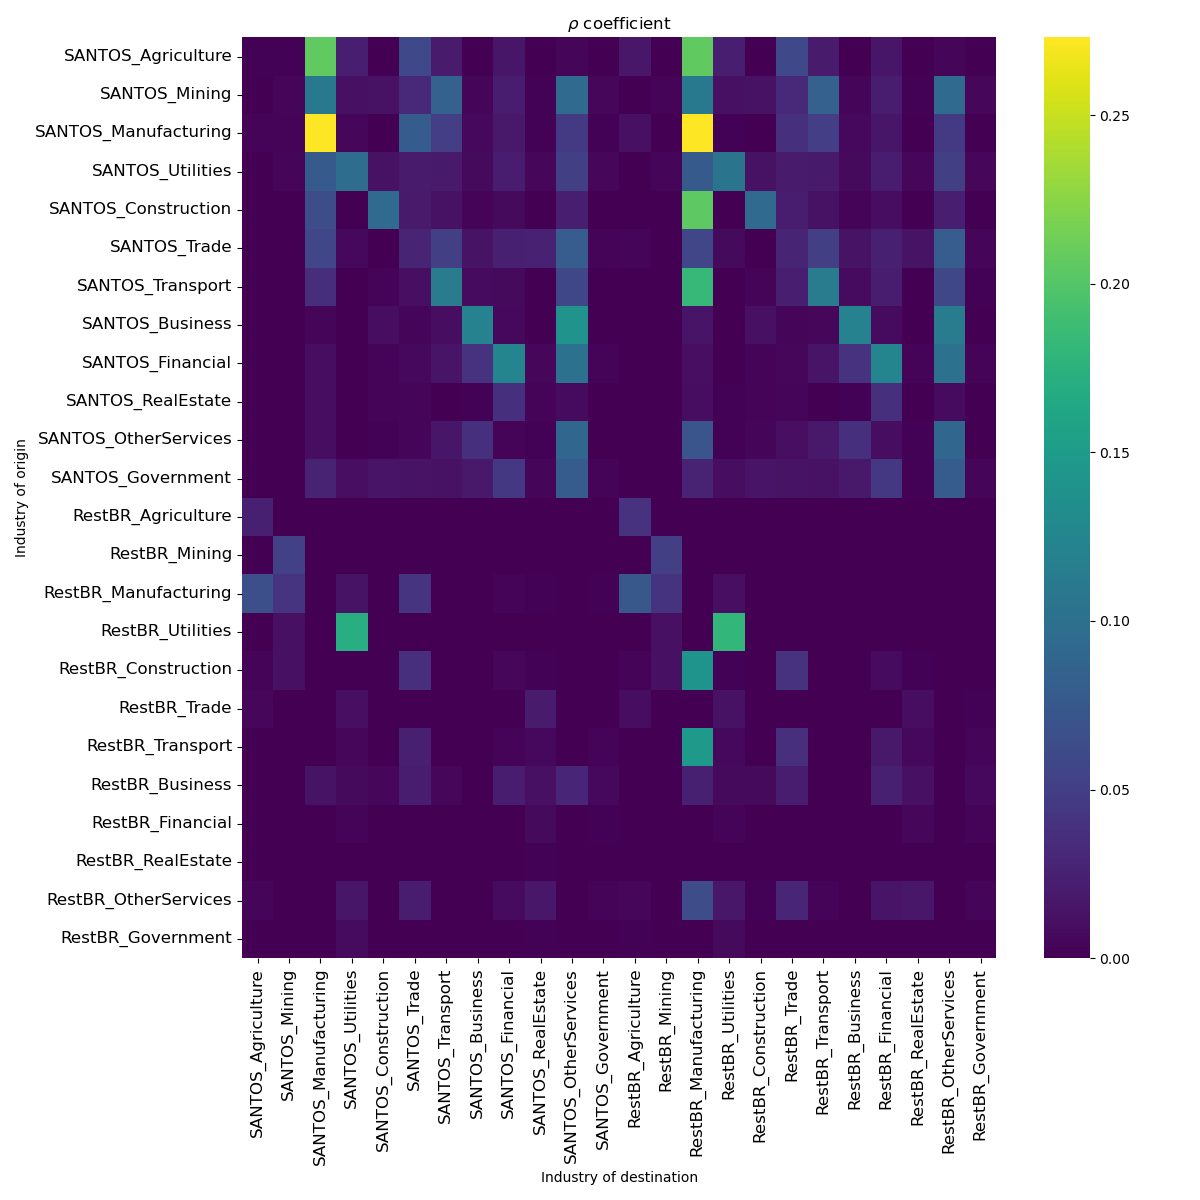 ρ coefficient
SANTOS_Agriculture
SANTOS_Mining
SANTOS_Manufacturing
SANTOS_Utilities
SANTOS_Construction
SANTOS_Trade
SANTOS_Transport
SANTOS_Business
SANTOS_Financial
SANTOS_RealEstate
SANTOS_OtherServices
SANTOS_Government
RestBR_Agriculture
RestBR_Mining
RestBR_Manufacturing
RestBR_Utilities
RestBR_Construction
RestBR_Trade
RestBR_Transport
RestBR_Business
RestBR_Financial
RestBR_RealEstate
RestBR_OtherServices
RestBR_Government
Industry of origin
SANTOS_Agriculture
SANTOS_Mining
SANTOS_Manufacturing
SANTOS_Utilities
SANTOS_Construction
SANTOS_Trade
SANTOS_Transport
SANTOS_Business
SANTOS_Financial
SANTOS_RealEstate
SANTOS_OtherServices
SANTOS_Government
RestBR_Agriculture
RestBR_Mining
RestBR_Manufacturing
RestBR_Utilities
RestBR_Construction
RestBR_Trade
RestBR_Transport
RestBR_Business
RestBR_Financial
RestBR_RealEstate
RestBR_OtherServices
RestBR_Government
Industry of destination
0.25
0.20
0.15
0.10
0.05
0.00